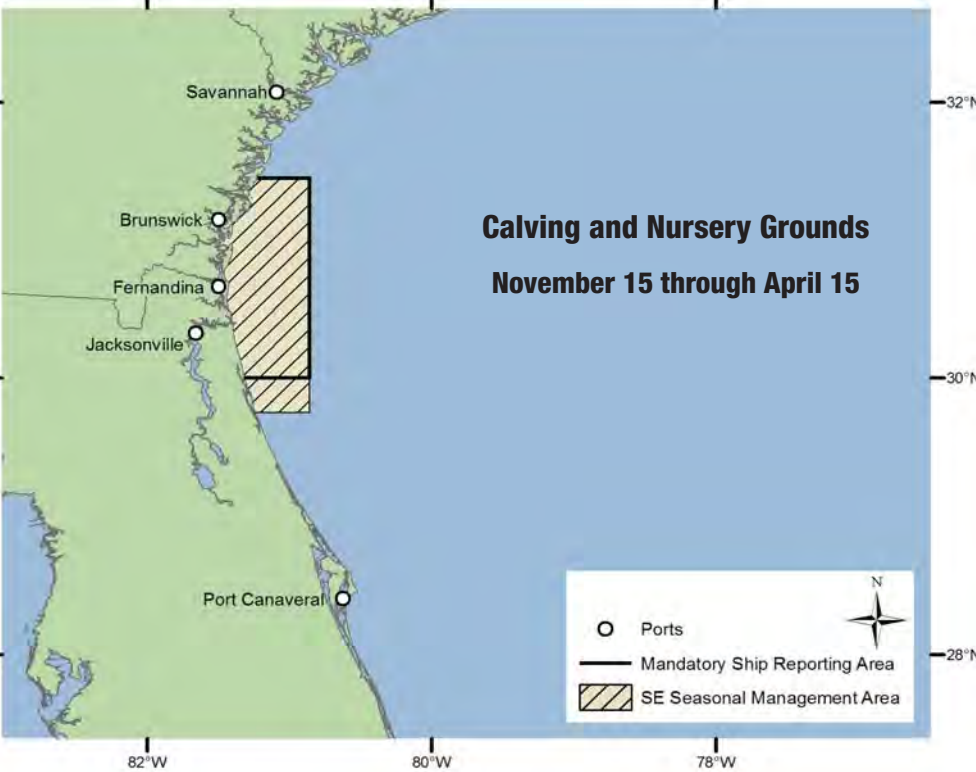 Savannah
32°N
Calving and Nursery Grounds
Brunswick
November 15 through April 15
Fernandina
Jacksonville
30°N
Port Canaveral
N
Ports
Mandatory Ship Reporting Area
28°N
SE Seasonal Management Area
82°W
80°W
78°W